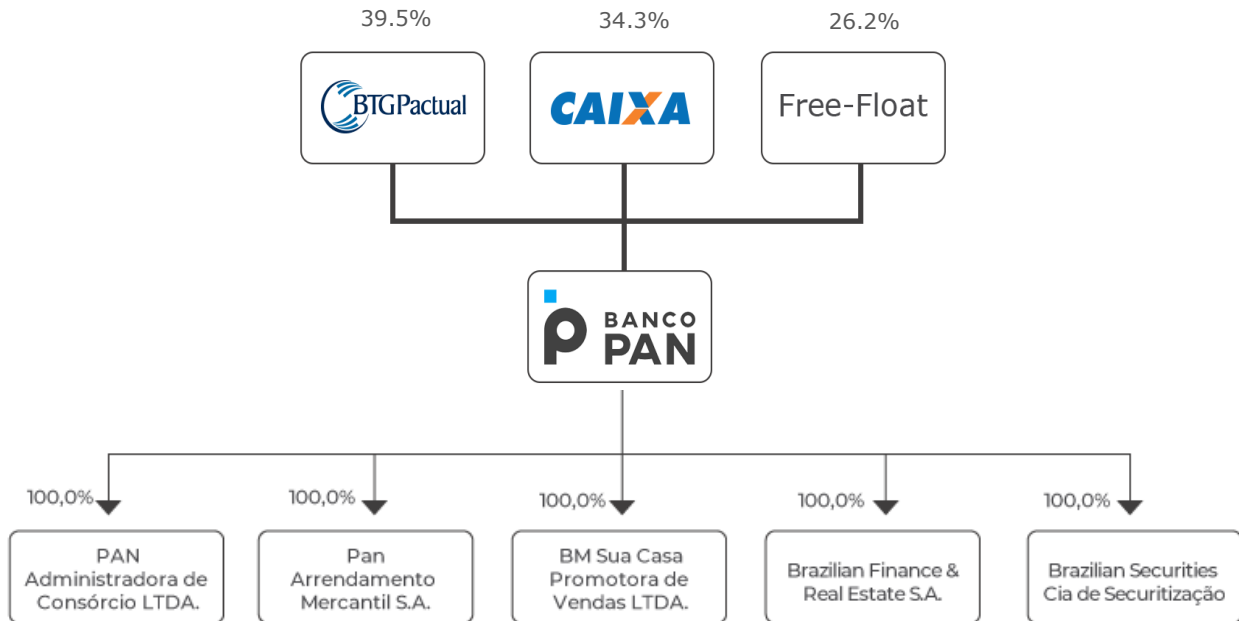 39.5%
34.3%
26.2%
BTGPactual
CAIXA
Free-Float
BANCO
PAN
100,0%
100,0%
100,0%
100,0%
100,0%
PAN
Administradora de
Consórcio LTDA.
Pan
Arrendamento
Mercantil S.A.
BM Sua Casa
Promotora de
Vendas LTDA.
Brazilian Finance &
Real Estate S.A.
Brazilian Securities
Cia de Securitização